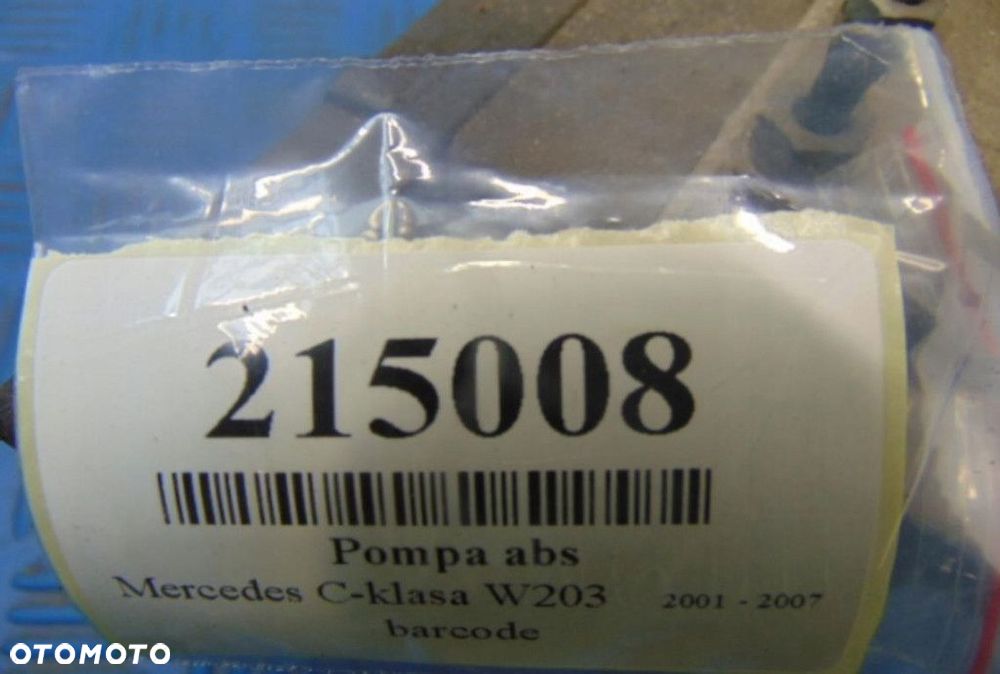 215008
Pompa abs
Mercedes C-klasa W203 2001 - 2007
barcode
OTOMOTO